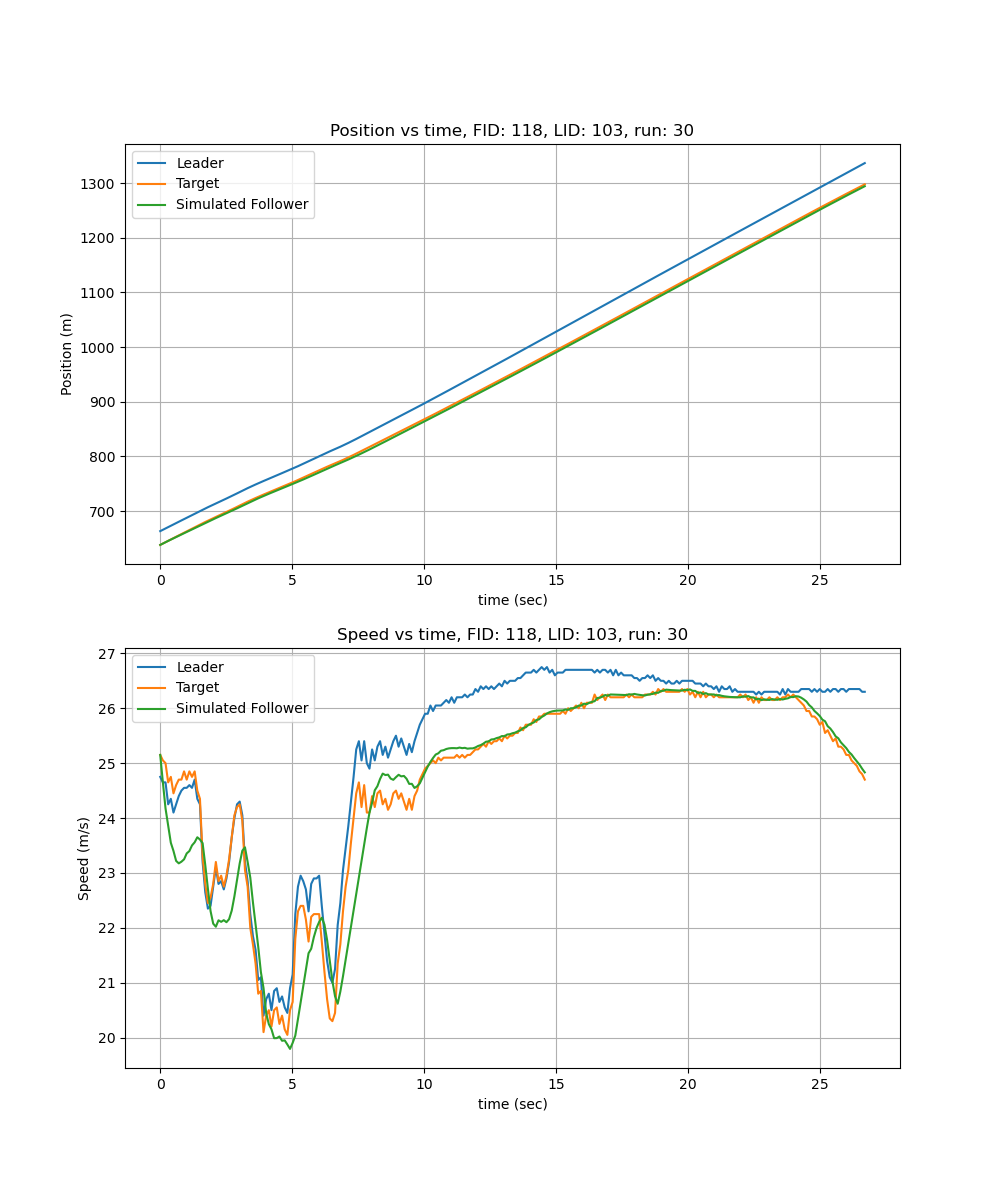 Position vs time, FID: 118, LID: 103, run: 30
Leader
Target
Simulated Follower
1300
1200
1100
1000
900
800
700
Position (m)
0 5 10 15 20 25
time (sec)
Speed vs time, FID: 118, LID: 103, run: 30
Leader
Target
Simulated Follower
27
26
25
24
23
22
21
20
Speed (m/s)
0 5 10 15 20 25
time (sec)